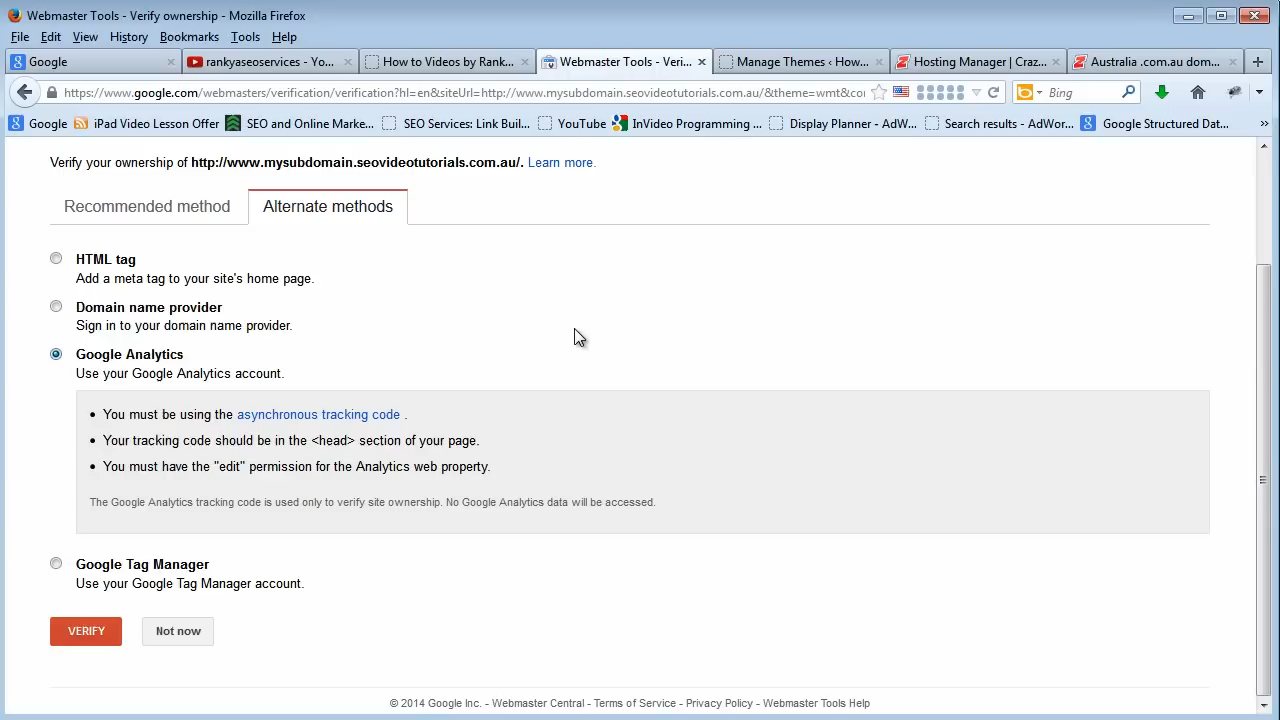 Webmaster Tools - Verify ownership - Mozilla Firefox
File Edit View History Bookmarks Tools Help
Google
rankyaseoservices - Yo...
How to Videos by Rank...
Webmaster Tools - Veri...
Manage Themes ‹ How...
Hosting Manager | Craz...
Australia .com.au dom...
https://www.google.com/webmasters/verification/verification?hl=en&siteUrl=http://www.mysubdomain.seovideotutorials.com.au/&theme=wmt&co
Bing
Google
iPad Video Lesson Offer
SEO and Online Marke...
SEO Services: Link Buil...
YouTube
InVideo Programming ...
Display Planner - AdW...
Search results - AdWor...
Google Structured Dat...
Verify your ownership of http://www.mysubdomain.seovideotutorials.com.au/. Learn more.
Recommended method
Alternate methods
HTML tag
Add a meta tag to your site's home page.
Domain name provider
Sign in to your domain name provider.
Google Analytics
Use your Google Analytics account.
• You must be using the asynchronous tracking code .
• Your tracking code should be in the <head> section of your page.
• You must have the "edit" permission for the Analytics web property.
The Google Analytics tracking code is used only to verify site ownership. No Google Analytics data will be accessed.
Google Tag Manager
Use your Google Tag Manager account.
VERIFY
Not now
© 2014 Google Inc. - Webmaster Central - Terms of Service - Privacy Policy - Webmaster Tools Help